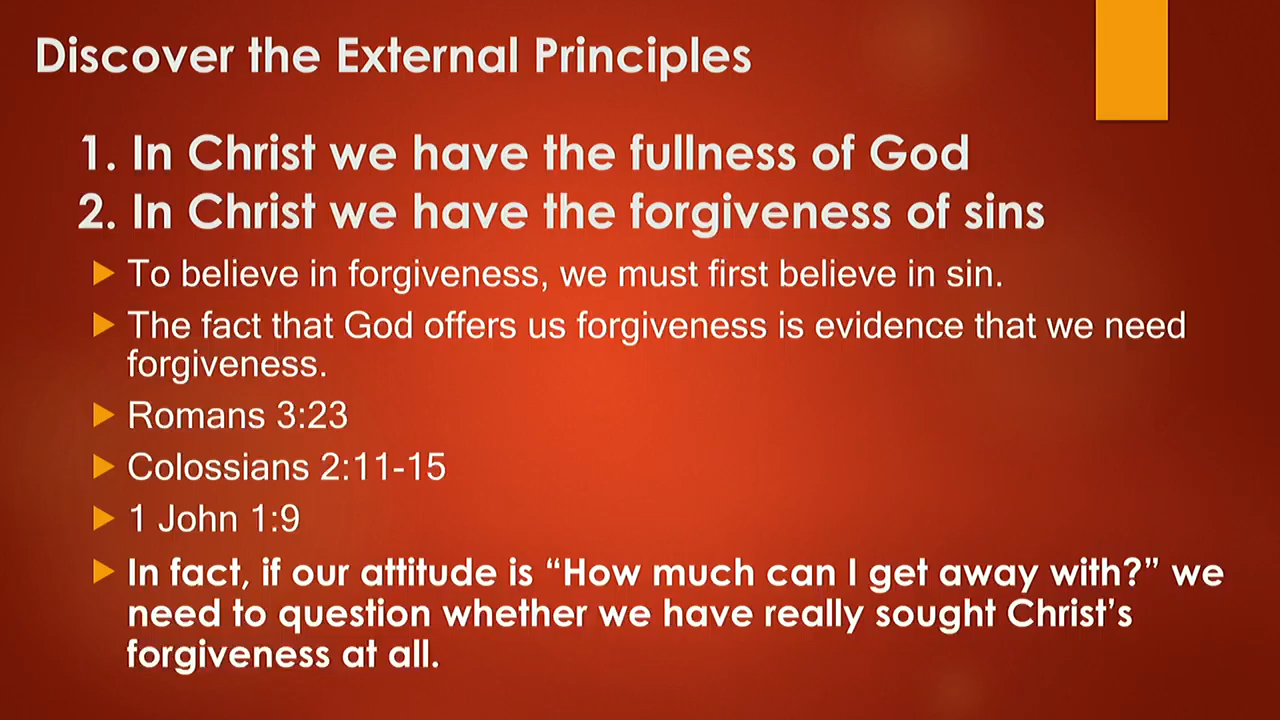 Discover the External Principles
1. In Christ we have the fullness of God
2. In Christ we have the forgiveness of sins
To believe in forgiveness, we must first believe in sin.
The fact that God offers us forgiveness is evidence that we need
forgiveness.
Romans 3:23
Colossians 2:11-15
1 John 1:9
In fact, if our attitude is “How much can I get away with?” we
need to question whether we have really sought Christ’s
forgiveness at all.